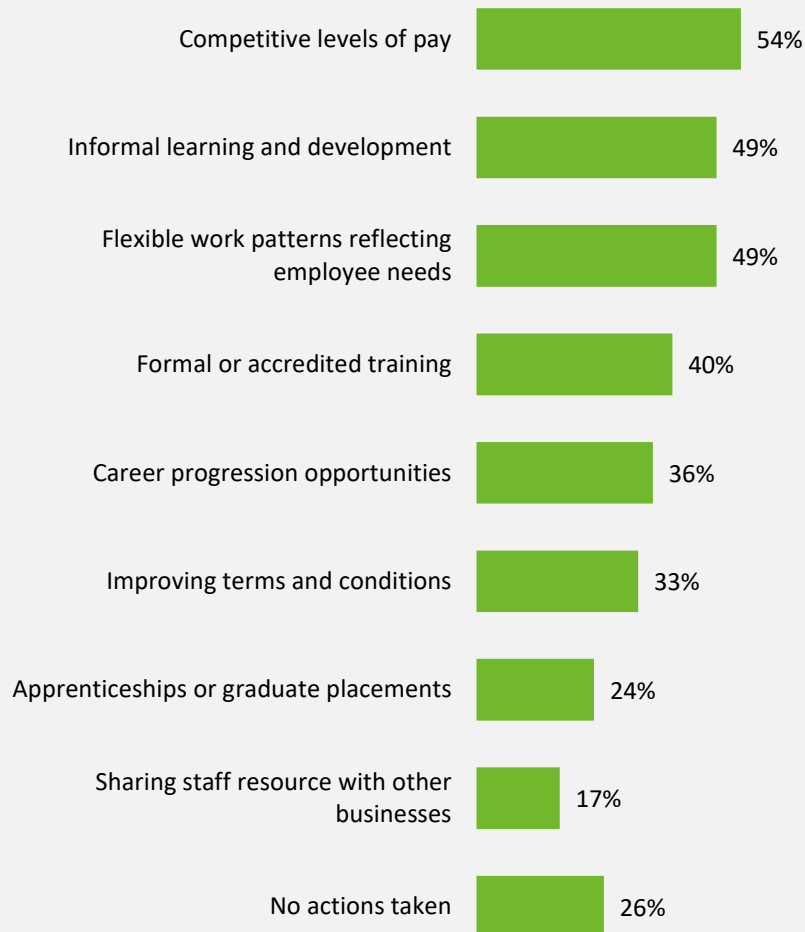 Competitive levels of pay 54%
Informal learning and development 49%
Flexible work patterns reflecting
employee needs 49%
Formal or accredited training 40%
Career progression opportunities 36%
Improving terms and conditions 33%
Apprenticeships or graduate placements 24%
Sharing staff resource with other
businesses 17%
No actions taken 26%